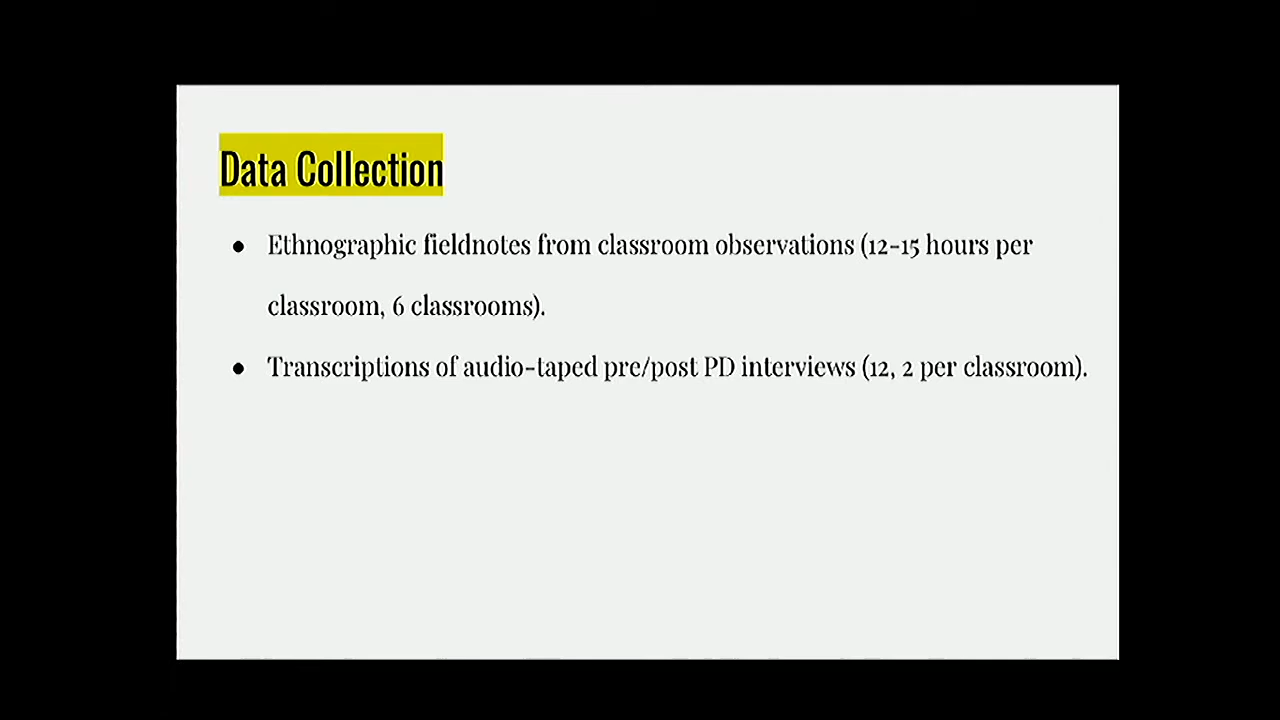 Data Collection
● Ethnographic fieldnotes from classroom observations (12-15 hours per
classroom, 6 classrooms).
● Transcriptions of audio-taped pre/post PD interviews (12, 2 per classroom).